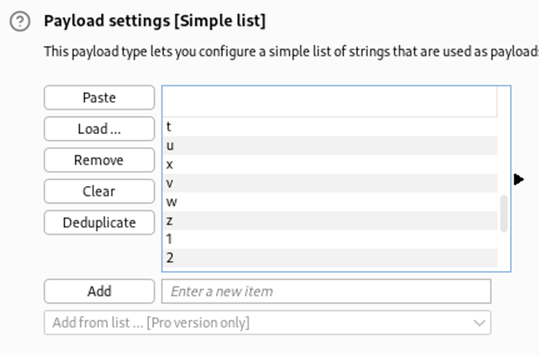 Payload settings [Simple list]
This payload type lets you configure a simple list of strings that are used as payload
Paste
Load ...
Remove
Clear
Deduplicate
t
u
x
v
w
z
1
2
Add
Enter a new item
Add from list ... [Pro version only]